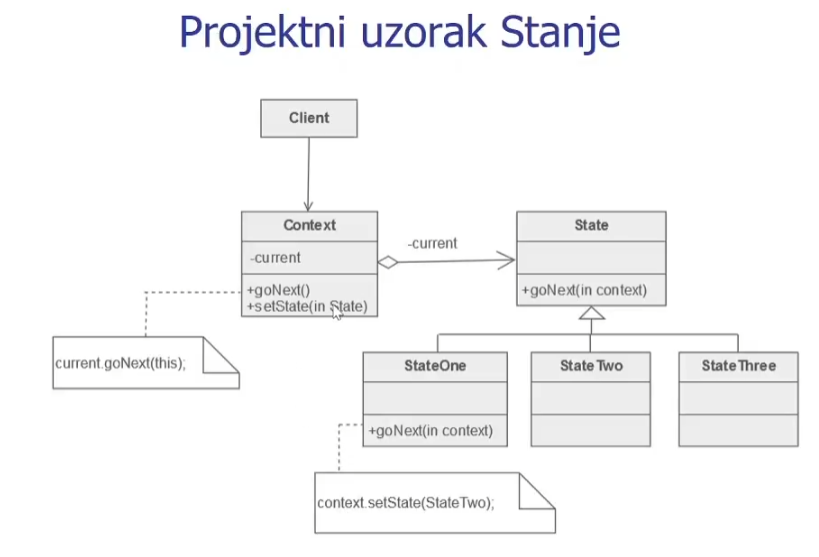 Projektni uzorak Stanje
Client
Context
-current
+goNext()
+setState(in State)
-current
State
+goNext(in context)
current.goNext(this);
StateOne
+goNext(in context)
StateTwo
StateThree
context.setState(StateTwo);